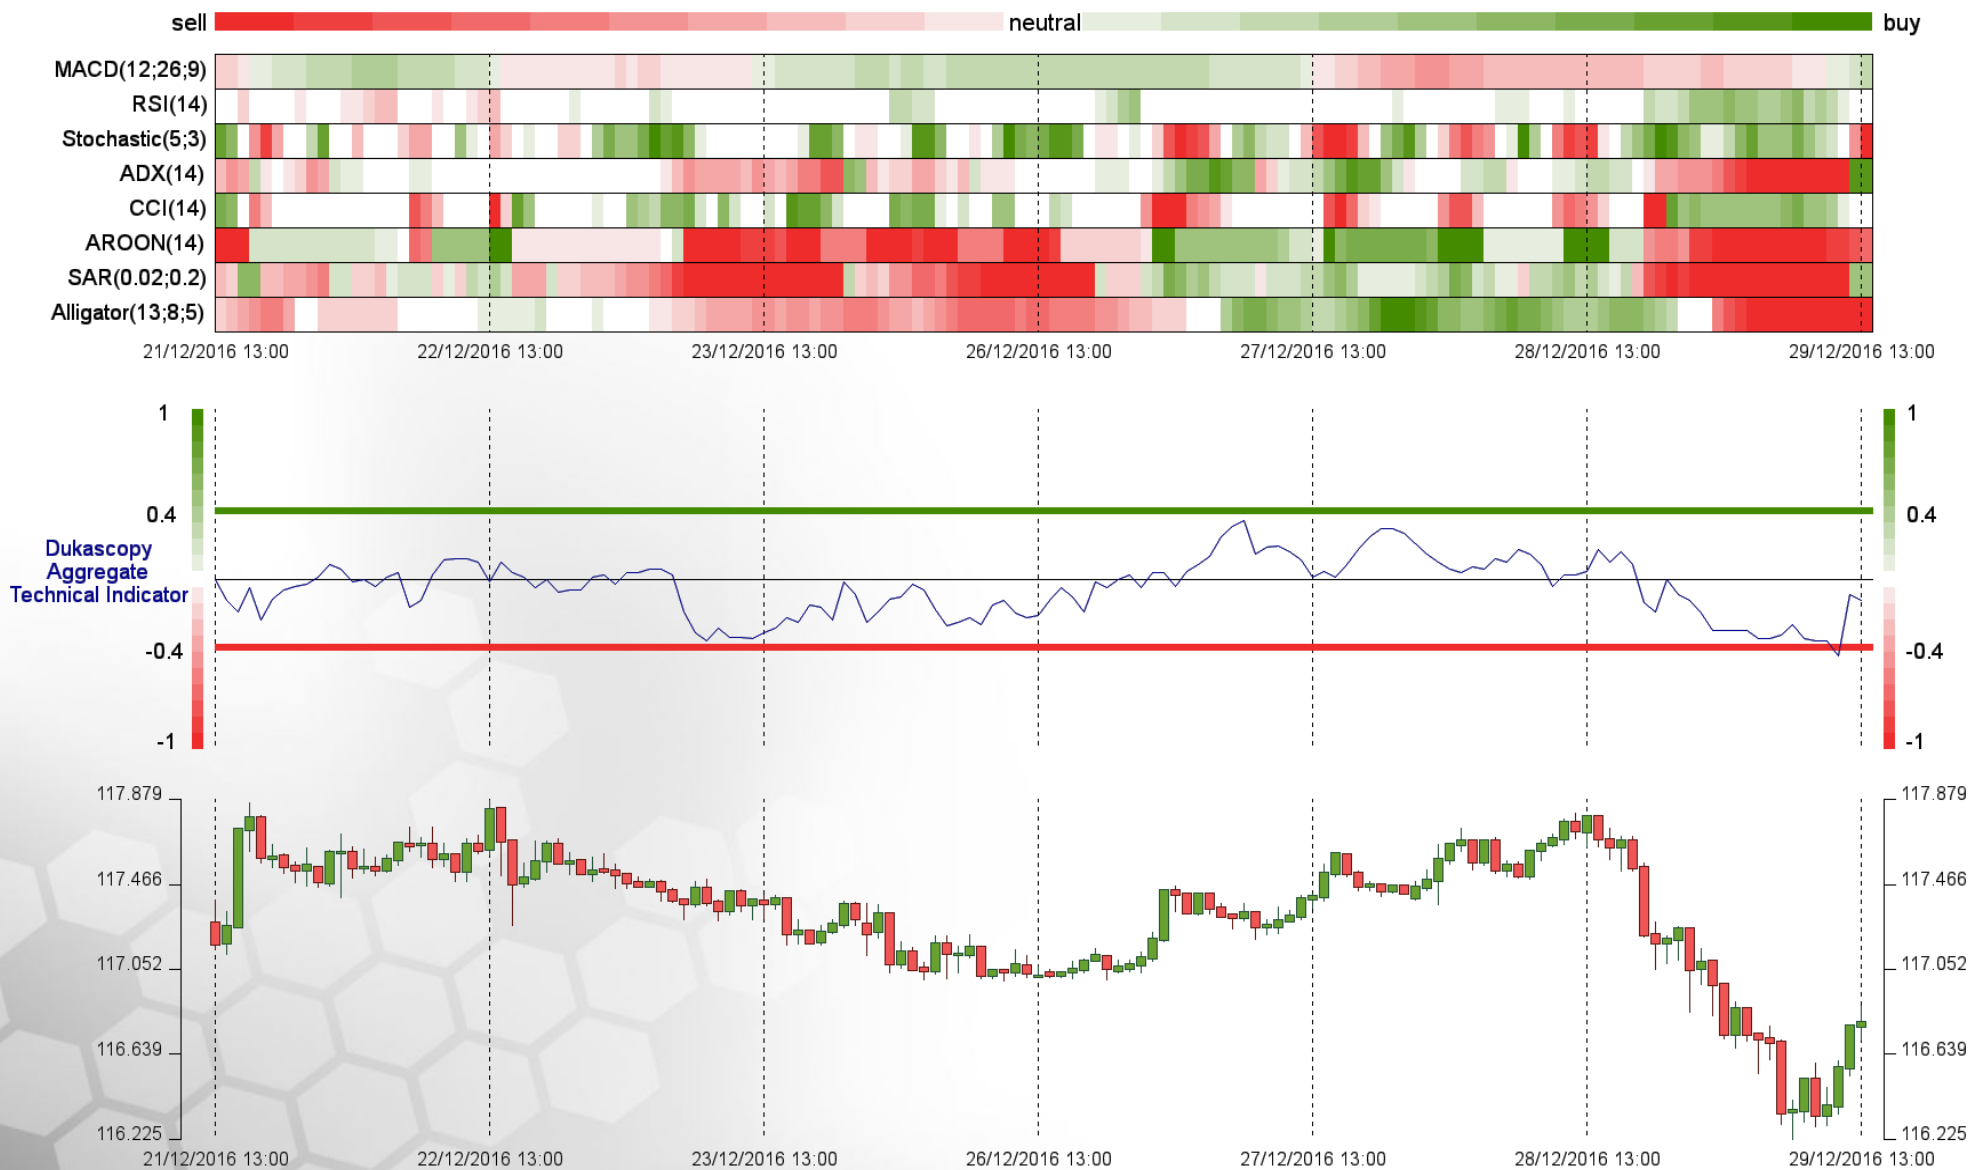 sell neutral buy
MACD(12;26;9)
RSI(14)
Stochastic(5;3)
ADX(14)
CCI(14)
AROON(14)
SAR(0.02;0.2)
Alligator(13;8;5)
21/12/2016 13:00 22/12/2016 13:00 23/12/2016 13:00 26/12/2016 13:00 27/12/2016 13:00 28/12/2016 13:00 29/12/2016 13:00
1 1
0.4 0.4
Dukascopy
Aggregate
Technical Indicator
-0.4 -0.4
-1 -1
117.879 117.879
117.466 117.466
117.052 117.052
116.639 116.639
116.225 116.225
21/12/2016 13:00 22/12/2016 13:00 23/12/2016 13:00 26/12/2016 13:00 27/12/2016 13:00 28/12/2016 13:00 29/12/2016 13:00